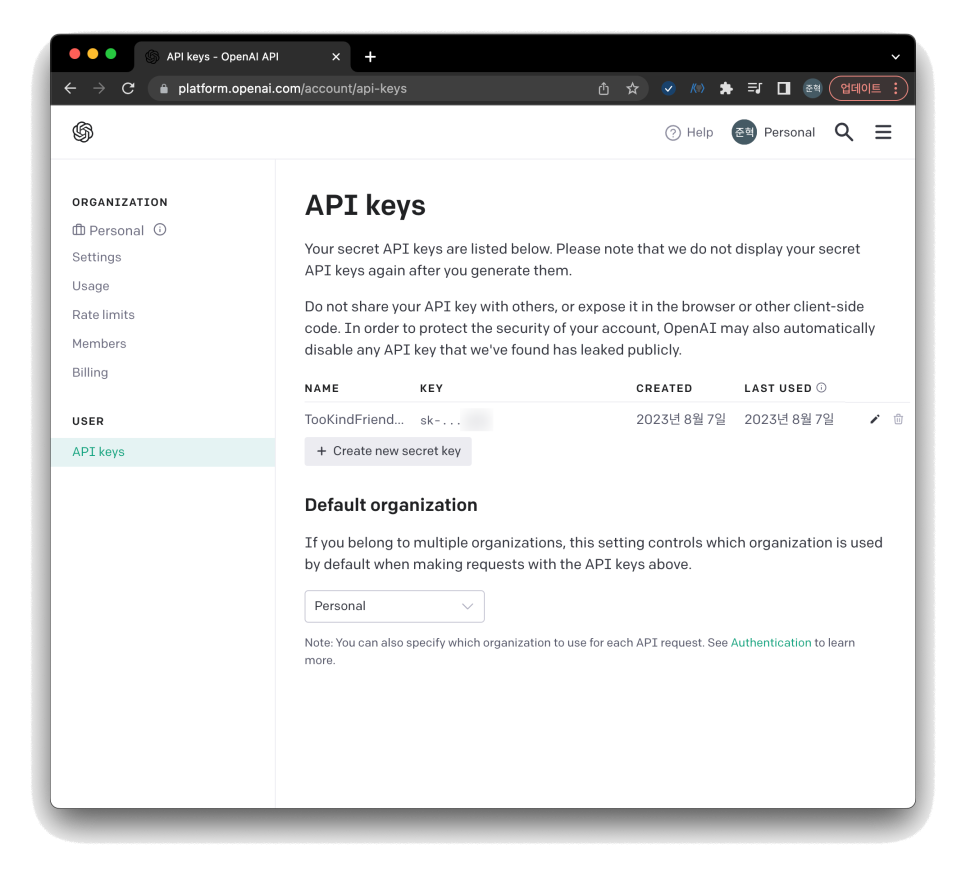 API keys - OpenAI API
platform.openai.com/account/api-keys
준혁
업데이트
Help
준혁
Personal
ORGANIZATION
Personal
Settings
Usage
Rate limits
Members
Billing
USER
API keys
API keys
Your secret API keys are listed below. Please note that we do not display your secret
API keys again after you generate them.
Do not share your API key with others, or expose it in the browser or other client-side
code. In order to protect the security of your account, OpenAI may also automatically
disable any API key that we've found has leaked publicly.
NAME KEY CREATED LAST USED
TooKindFriend... sk-... 2023년 8월 7일 2023년 8월 7일
+ Create new secret key
Default organization
If you belong to multiple organizations, this setting controls which organization is used
by default when making requests with the API keys above.
Personal
Note: You can also specify which organization to use for each API request. See Authentication to learn
more.